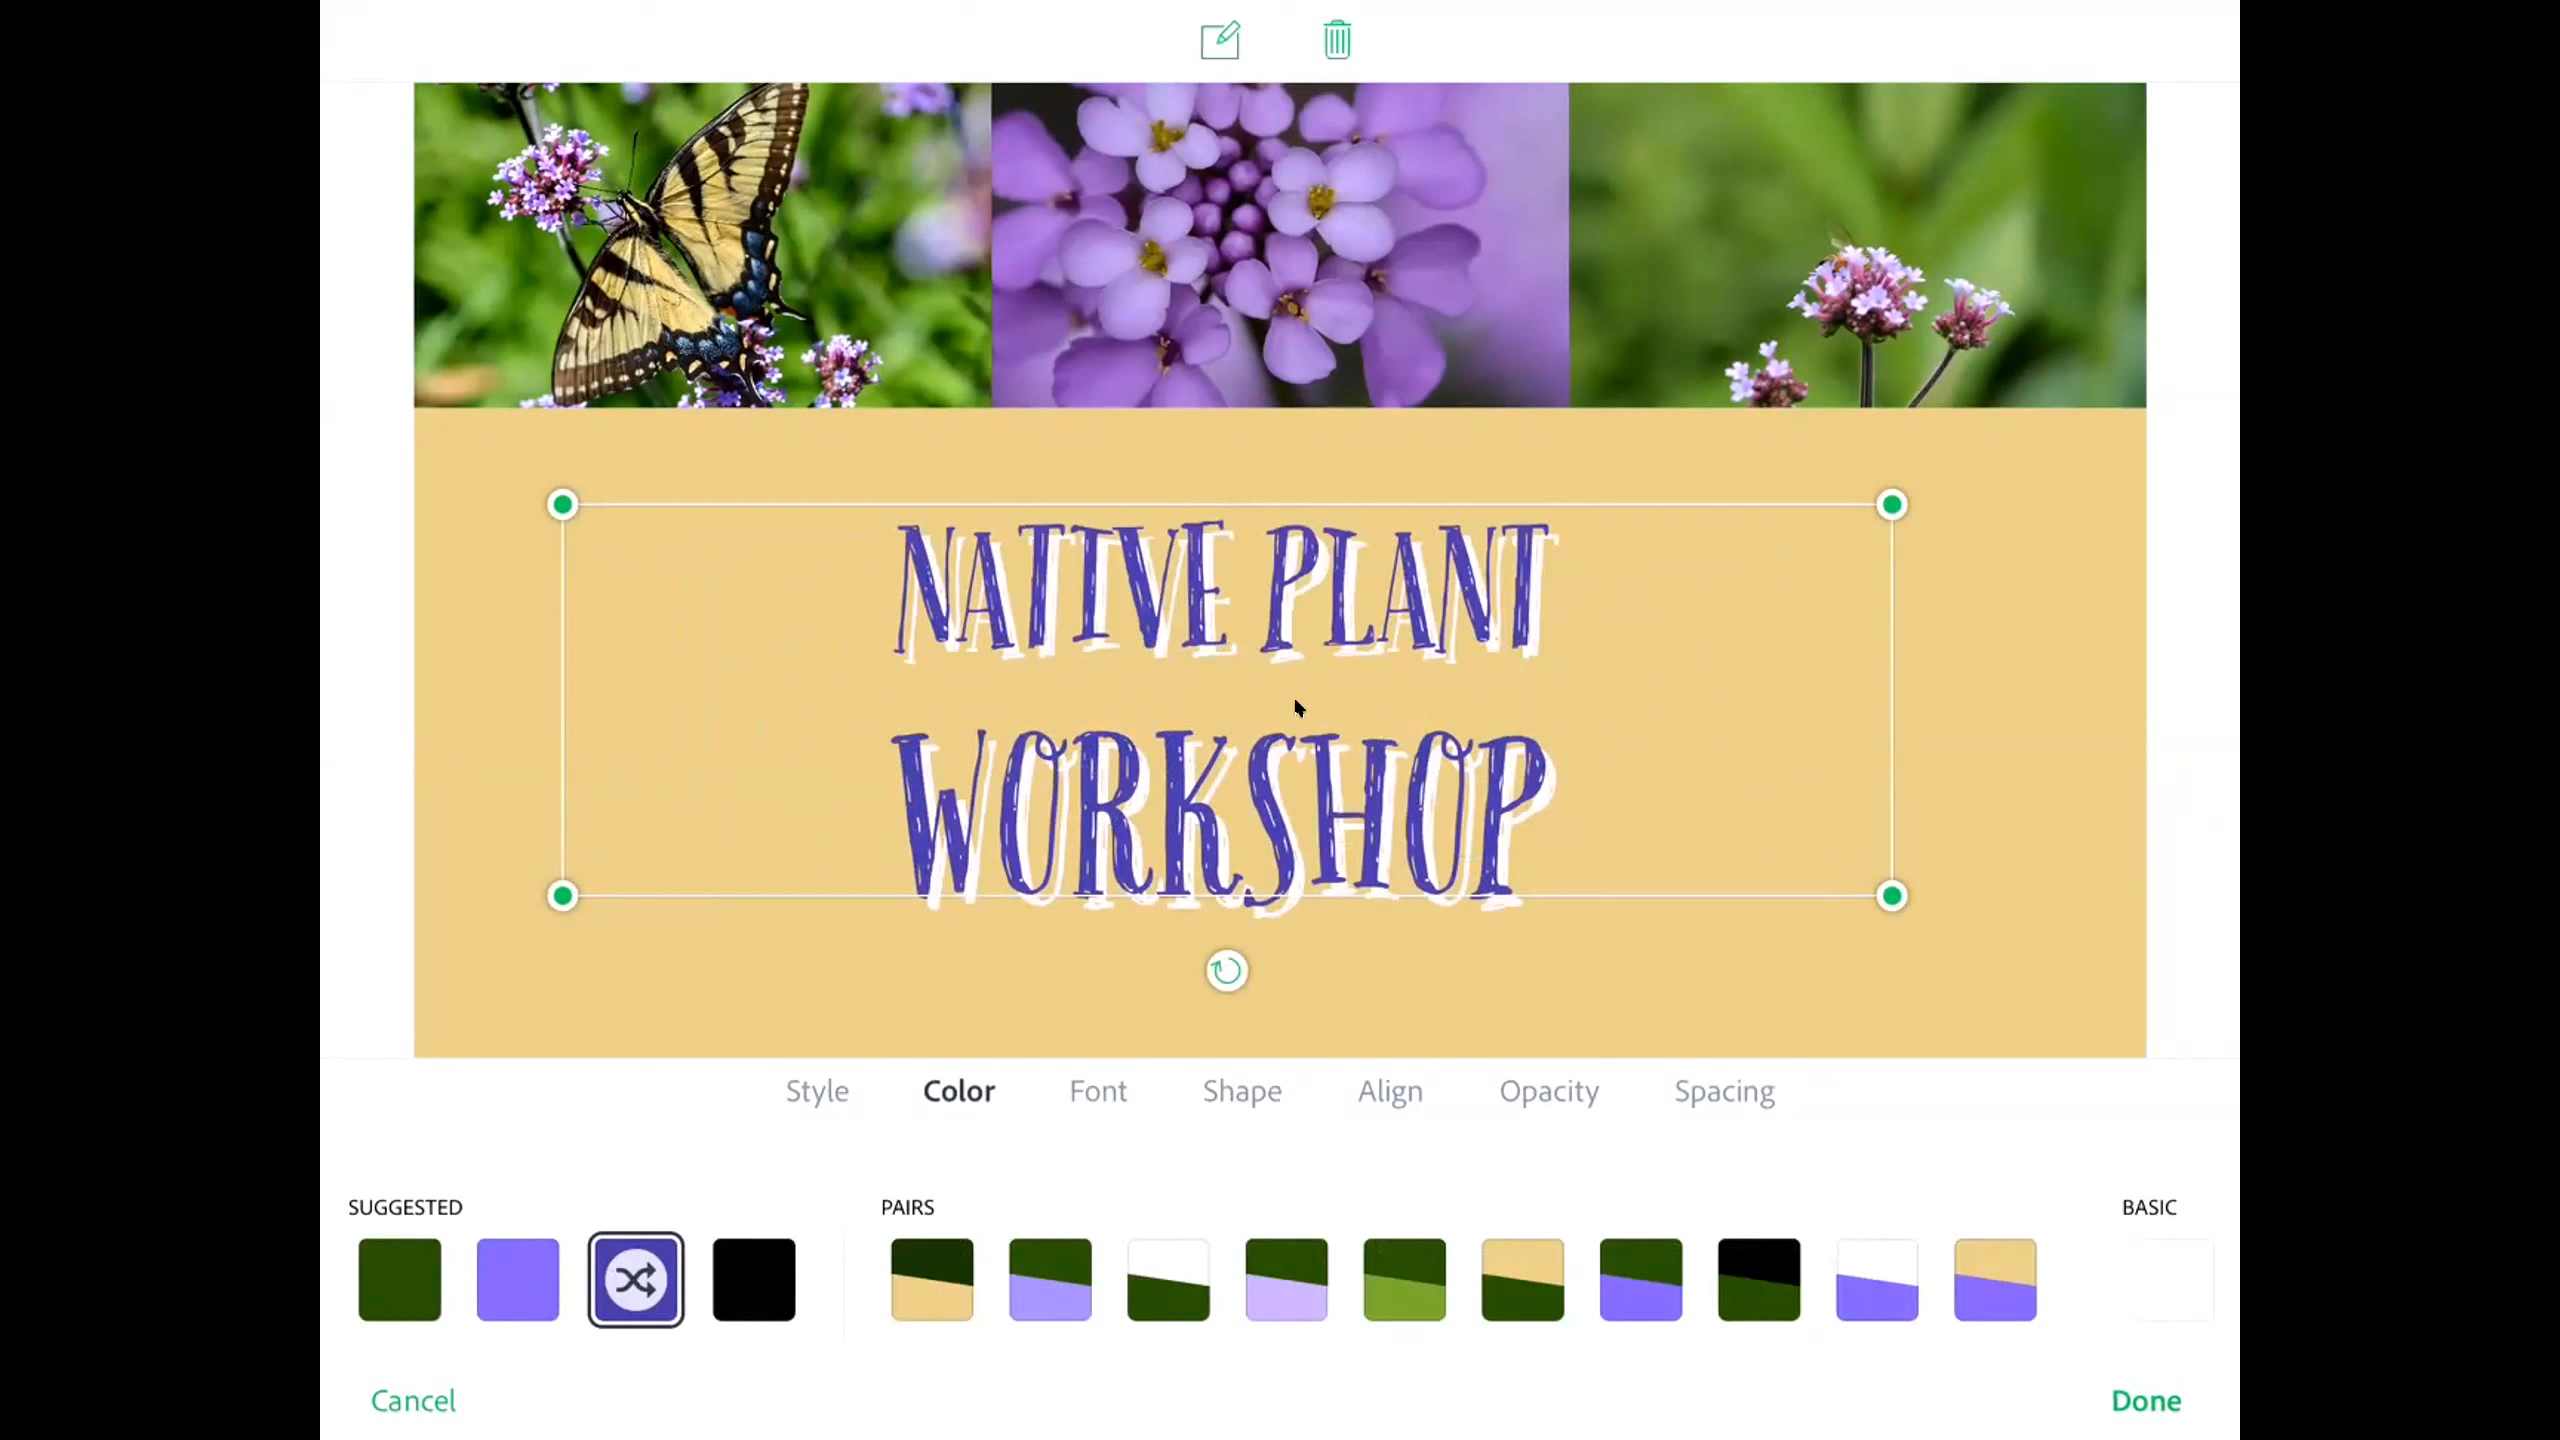 NATIVE PLANT
WORKSHOP
Style Color Font Shape Align Opacity Spacing
SUGGESTED PAIRS BASIC
Cancel Done